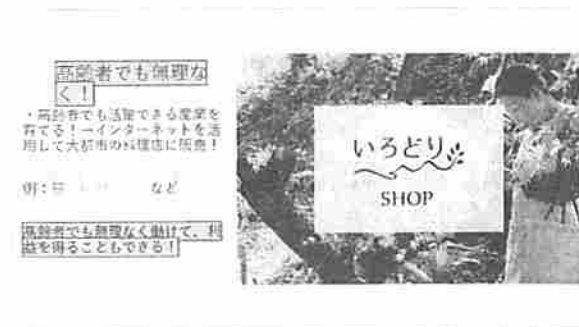 高齢者でも無理な
く！
・高齢者でも活躍できる産業を
育てる！→インターネットを活
用して大都市の料理店に販売！
例：   など
高齢者でも無理なく働けて、利
益を得ることもできる！
いろどり
SHOP